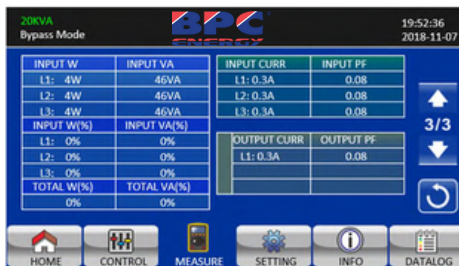 20KVA
Bypass Mode
BPC
ENERGY
19:52:36
2018-11-07
INPUT W INPUT VA
L1: 4W 46VA
L2: 4W 46VA
L3: 4W 46VA
INPUT W(%) INPUT VA(%)
L1: 0% 0%
L2: 0% 0%
L3: 0% 0%
TOTAL W(%) TOTAL VA(%)
0% 0%
INPUT CURR INPUT PF
L1: 0.3A 0.08
L2: 0.3A 0.08
L3: 0.3A 0.08
OUTPUT CURR OUTPUT PF
L1: 0.3A 0.08
3/3
HOME CONTROL MEASURE SETTING INFO DATALOG